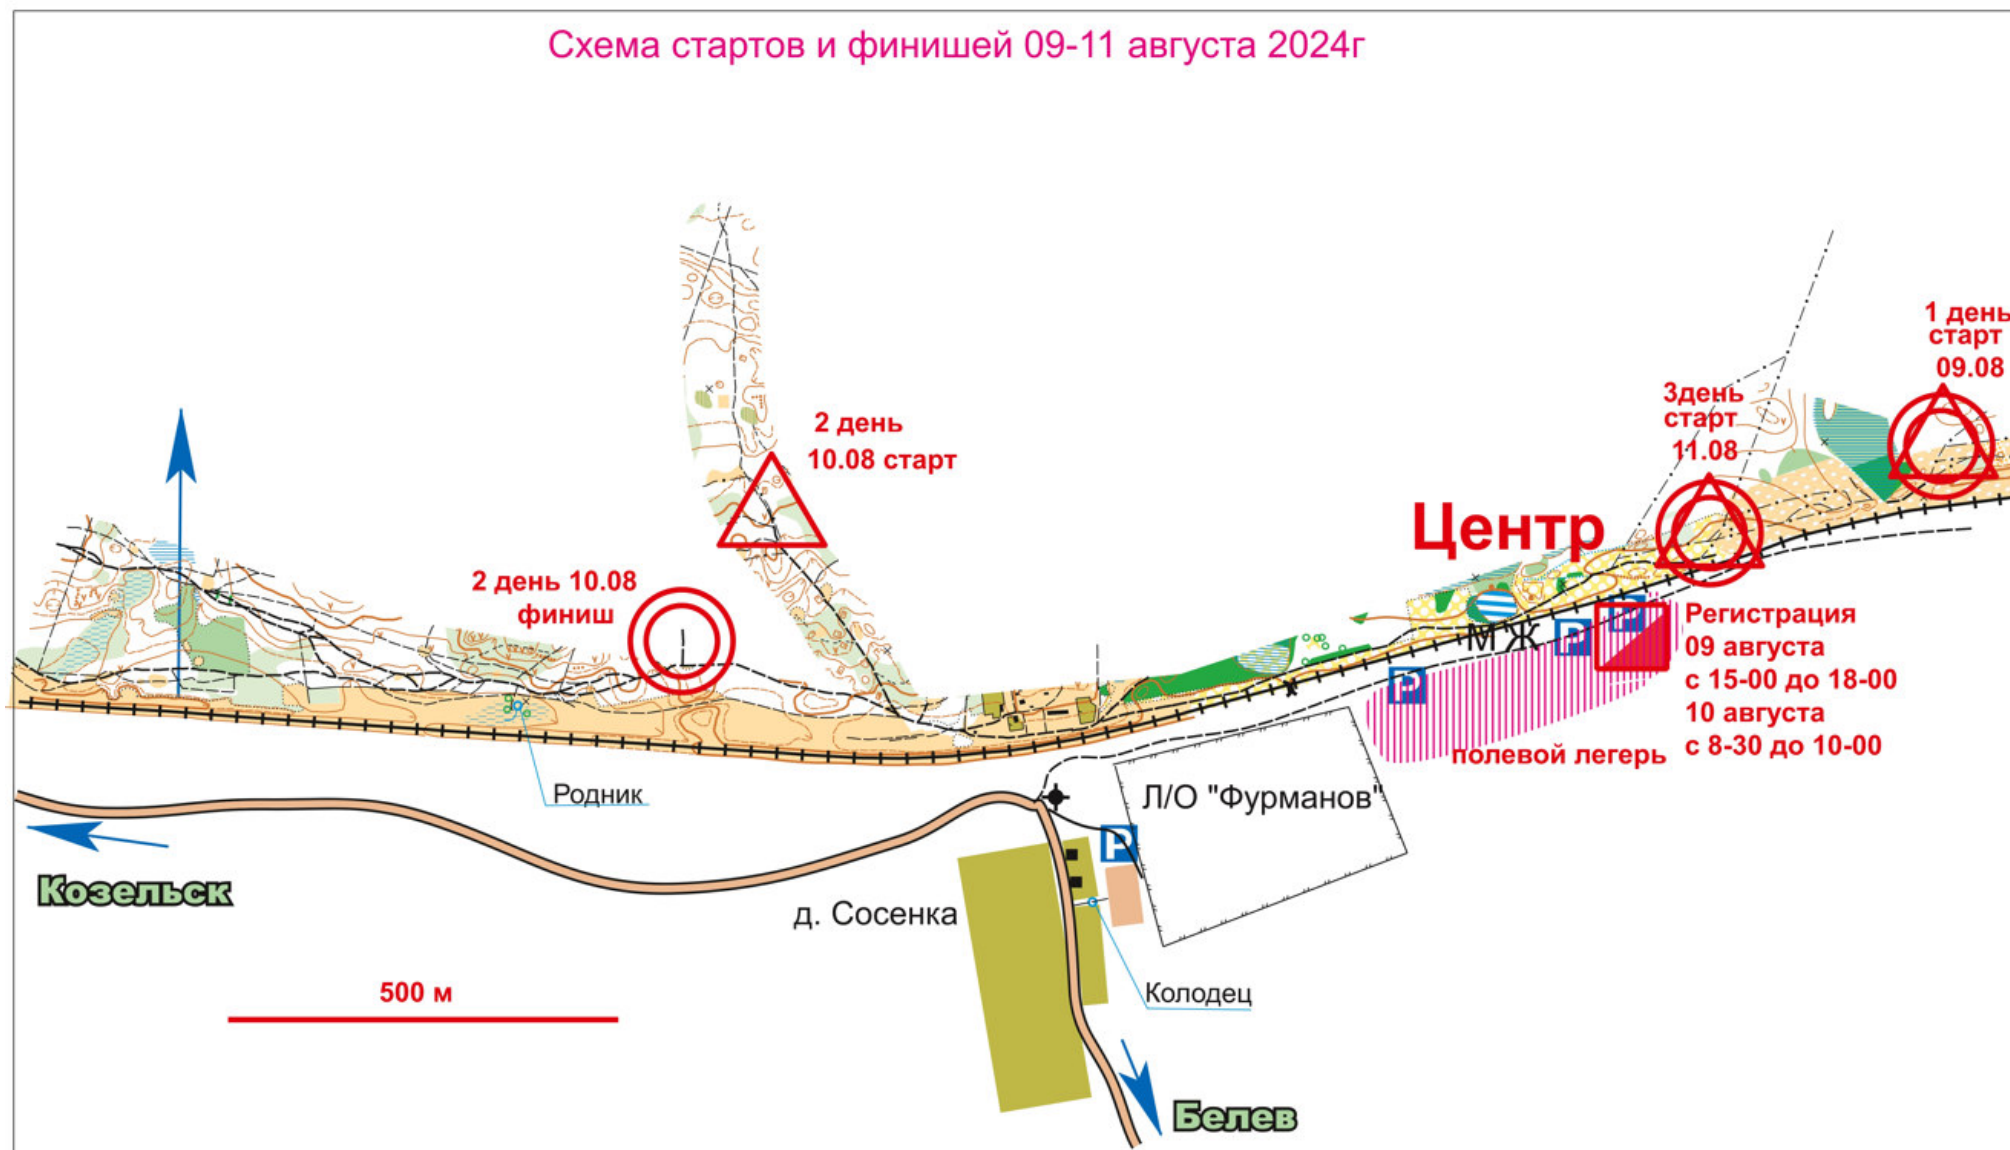 Схема стартов и финишей 09-11 августа 2024г
1 день
старт
09.08
3день
старт
11.08
2 день
10.08 старт
Центр
2 день 10.08
финиш
М Ж
P
P
P
Регистрация
09 августа
с 15-00 до 18-00
10 августа
с 8-30 до 10-00
полевой легерь
Родник
Л/О "Фурманов"
P
Козельск
д. Сосенка
500 м
Колодец
Белев